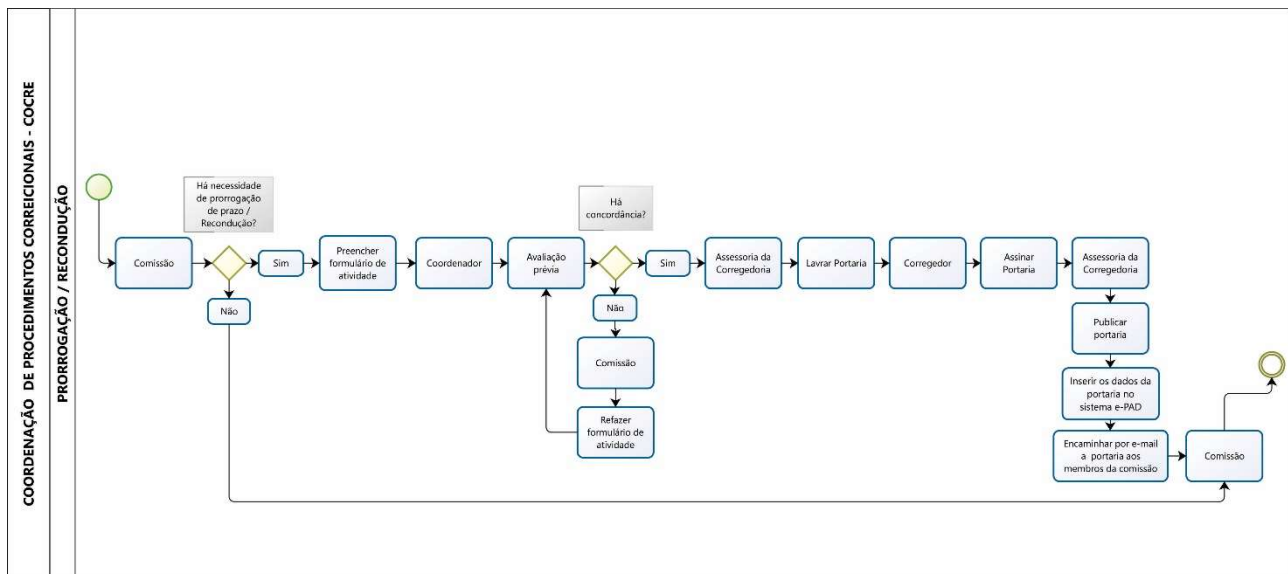 COORDENAÇÃO DE PROCEDIMENTOS CORREICIONAIS - COCRE
PRORROGAÇÃO / RECONDUÇÃO
Há necessidade
de prorrogação
de prazo /
Recondução?
Comissão
Sim
Não
Preencher
formulário de
atividade
Coordenador
Avaliação
prévia
Há
concordância?
Sim
Não
Comissão
Refazer
formulário de
atividade
Assessoria da
Corregedoria
Lavrar Portaria
Corregedor
Assinar
Portaria
Assessoria da
Corregedoria
Publicar
portaria
Inserir os dados da
portaria no
sistema e-PAD
Encaminhar por e-mail
a portaria aos
membros da comissão
Comissão